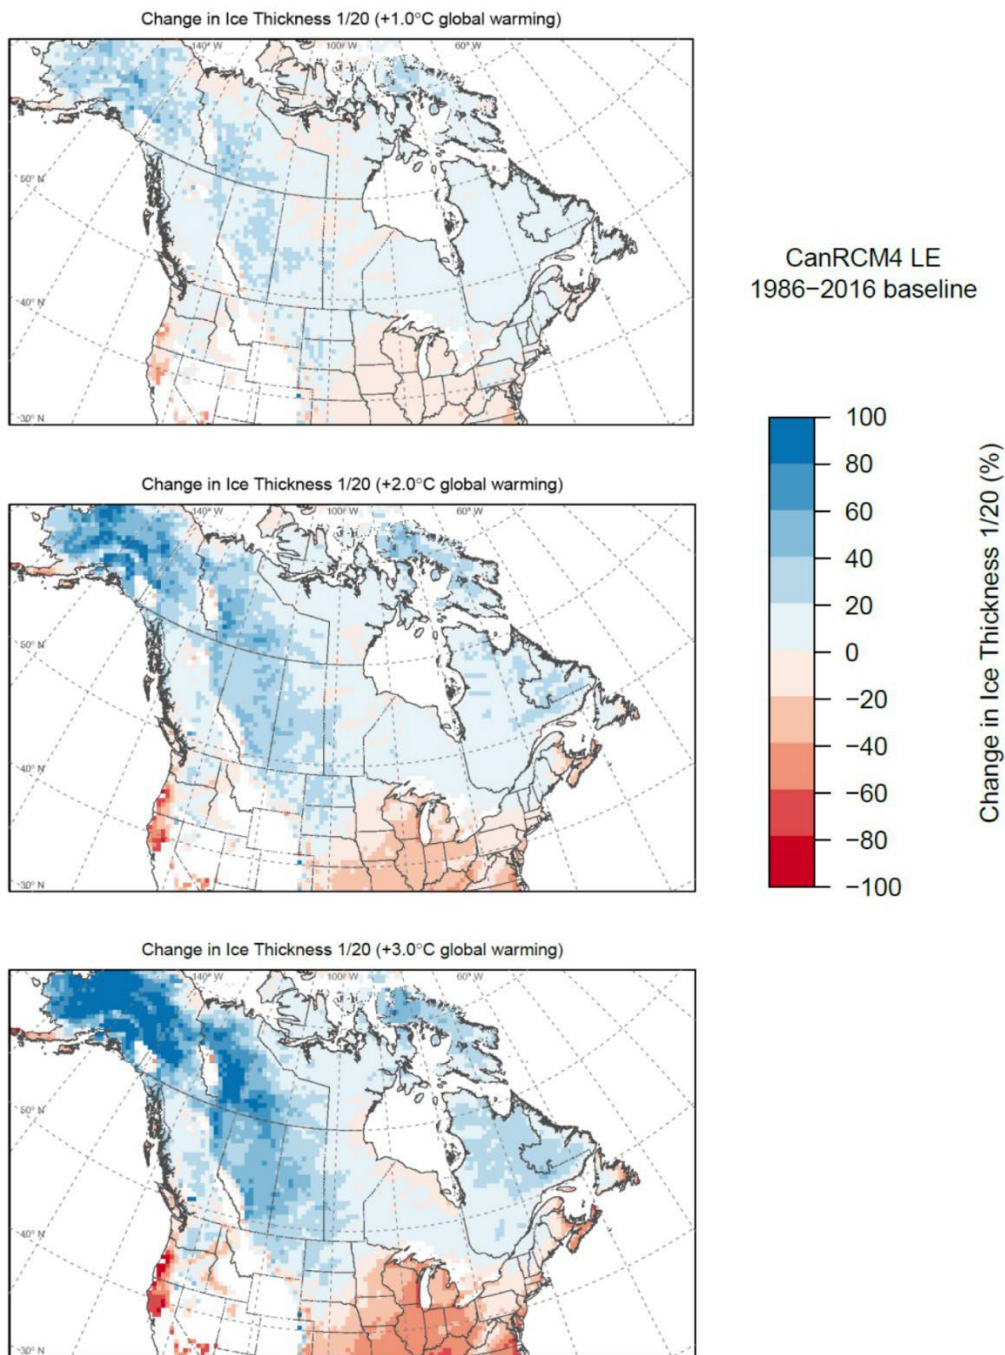 Change in Ice Thickness 1/20 (+1.0°C global warming)
140° W
100° W
60° W
50° N
40° N
30° N
CanRCM4 LE
1986−2016 baseline
Change in Ice Thickness 1/20 (+2.0°C global warming)
140° W
100° W
60° W
50° N
40° N
30° N
100
80
60
40
20
0
−20
−40
−60
−80
−100
Change in Ice Thickness 1/20 (%)
Change in Ice Thickness 1/20 (+3.0°C global warming)
140° W
100° W
60° W
50° N
40° N
30° N